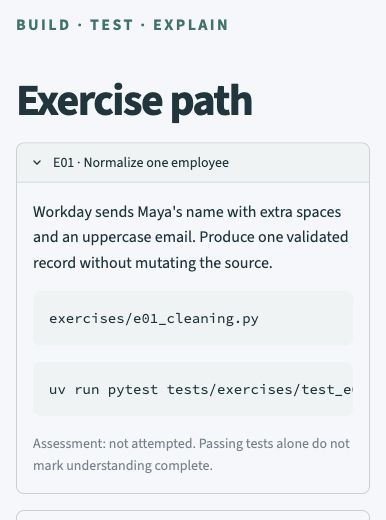 BUILD · TEST · EXPLAIN
Exercise path
E01 · Normalize one employee
Workday sends Maya's name with extra spaces
and an uppercase email. Produce one validated
record without mutating the source.
exercises/e01_cleaning.py
uv run pytest tests/exercises/test_e
Assessment: not attempted. Passing tests alone do not
mark understanding complete.